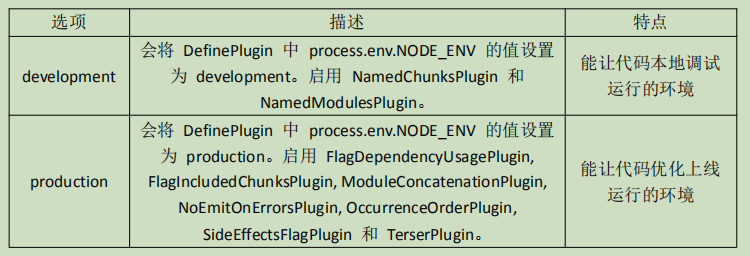 选项 描述 特点
development
会将 DefinePlugin 中 process.env.NODE_ENV 的值设置
为 development。启用 NamedChunksPlugin 和
NamedModulesPlugin。
能让代码本地调试
运行的环境
production
会将 DefinePlugin 中 process.env.NODE_ENV 的值设置
为 production。启用 FlagDependencyUsagePlugin,
FlagIncludedChunksPlugin, ModuleConcatenationPlugin,
NoEmitOnErrorsPlugin, OccurrenceOrderPlugin,
SideEffectsFlagPlugin 和 TerserPlugin。
能让代码优化上线
运行的环境